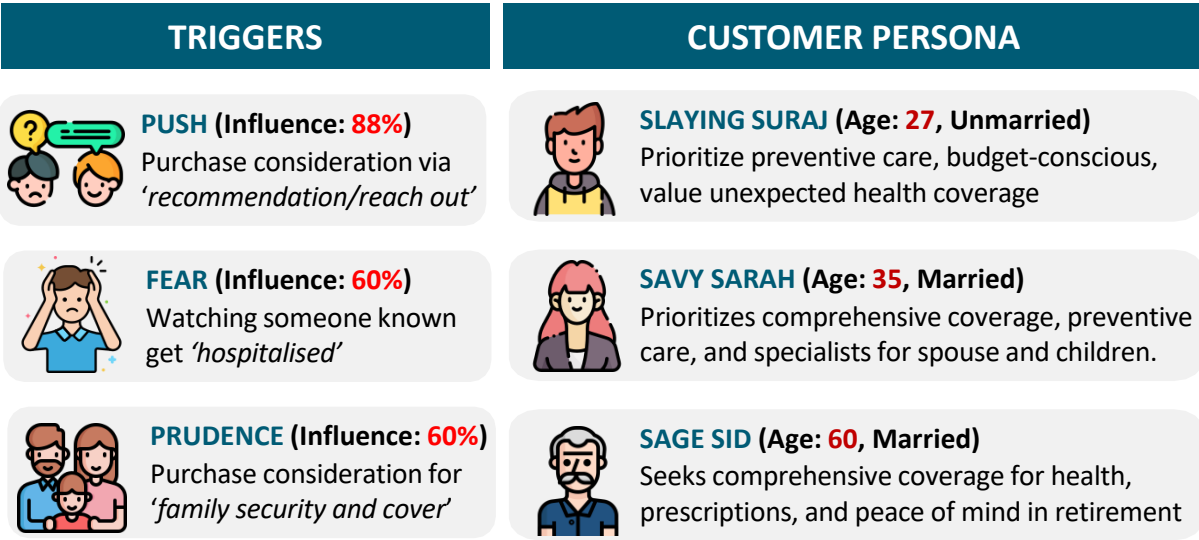 TRIGGERS
PUSH (Influence: 88%)
Purchase consideration via
‘recommendation/reach out’
FEAR (Influence: 60%)
Watching someone known
get ‘hospitalised’
PRUDENCE (Influence: 60%)
Purchase consideration for
‘family security and cover’
CUSTOMER PERSONA
SLAYING SURAJ (Age: 27, Unmarried)
Prioritize preventive care, budget-conscious,
value unexpected health coverage
SAVY SARAH (Age: 35, Married)
Prioritizes comprehensive coverage, preventive
care, and specialists for spouse and children.
SAGE SID (Age: 60, Married)
Seeks comprehensive coverage for health,
prescriptions, and peace of mind in retirement